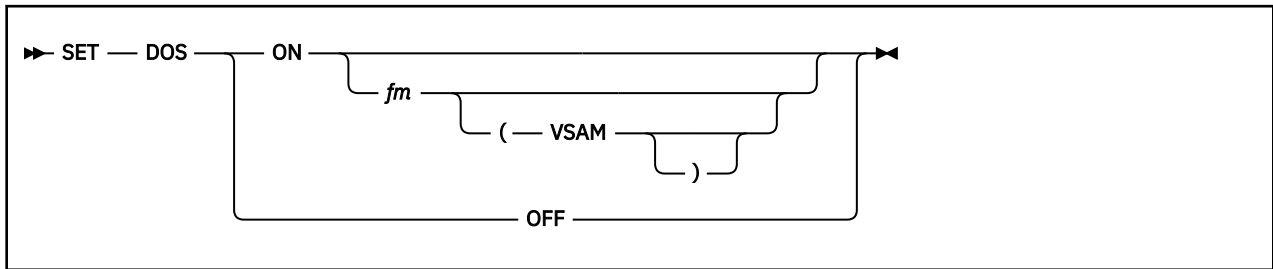 SET DOS ON
fm
( VSAM
)
OFF